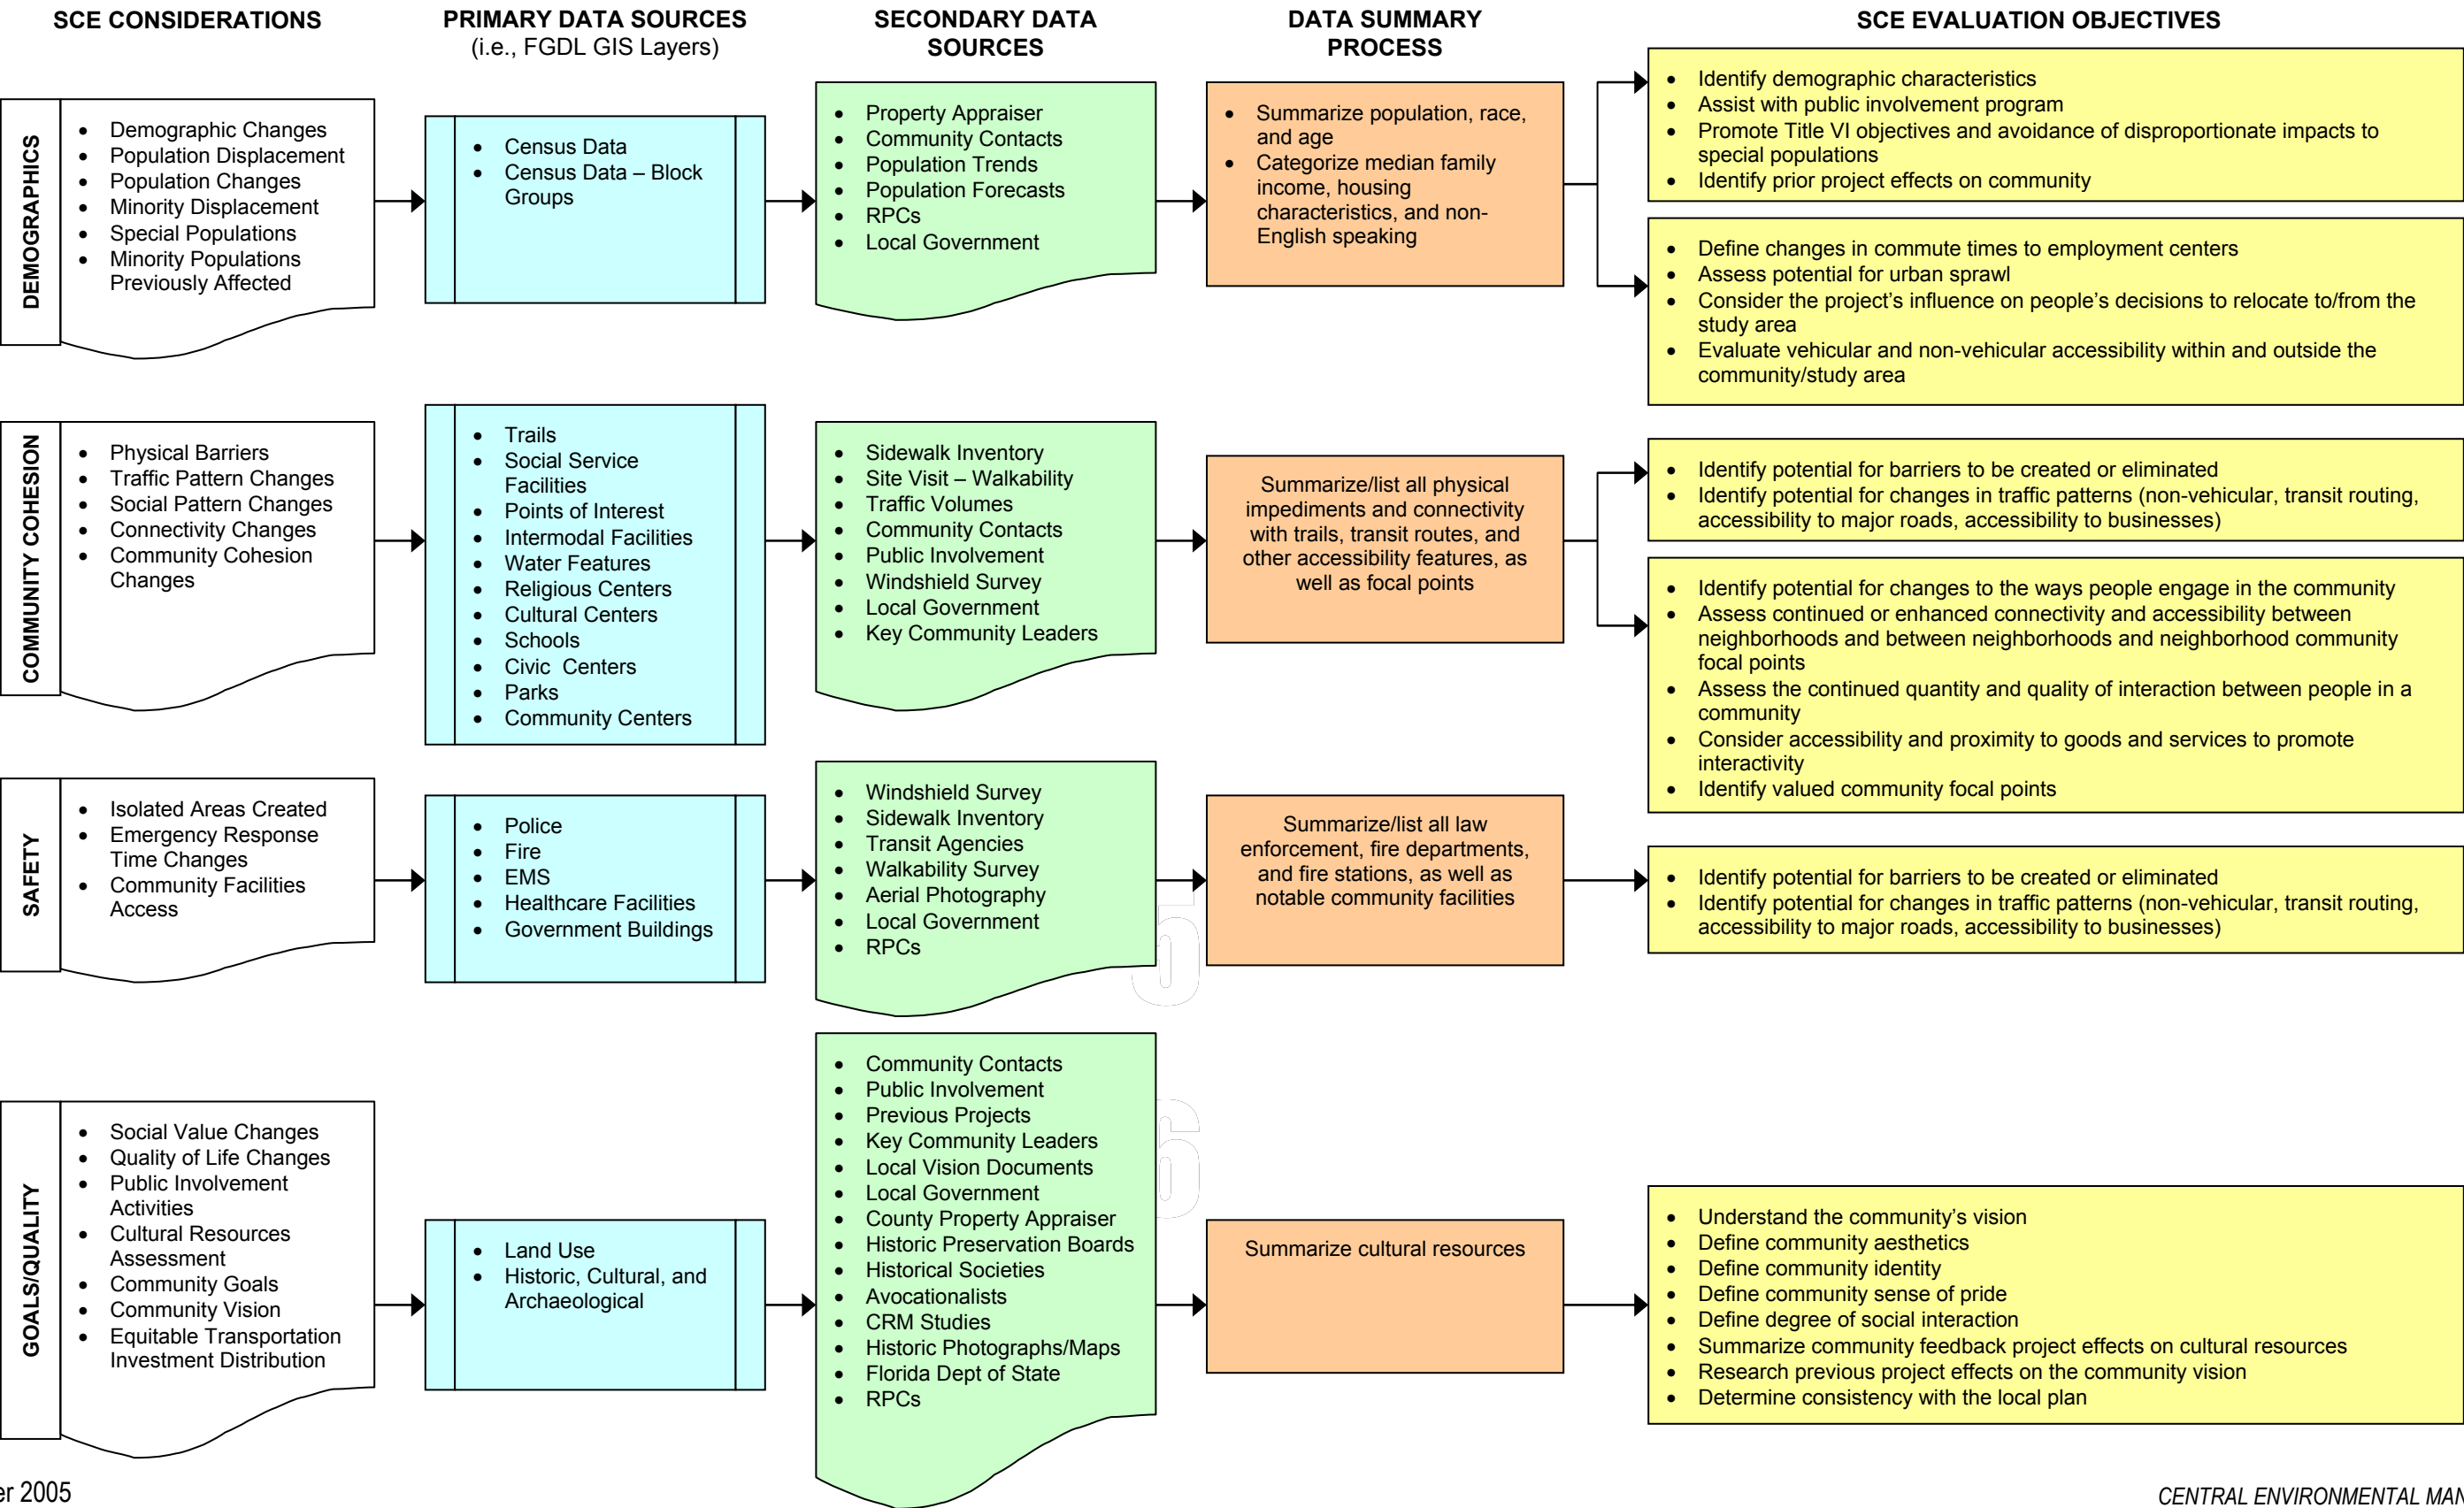 SCE CONSIDERATIONS
PRIMARY DATA SOURCES
(i.e., FGDL GIS Layers)
SECONDARY DATA
SOURCES
DATA SUMMARY
PROCESS
SCE EVALUATION OBJECTIVES
DEMOGRAPHICS
• Demographic Changes
• Population Displacement
• Population Changes
• Minority Displacement
• Special Populations
• Minority Populations
Previously Affected
• Census Data
• Census Data – Block
Groups
• Property Appraiser
• Community Contacts
• Population Trends
• Population Forecasts
• RPCs
• Local Government
• Summarize population, race,
and age
• Categorize median family
income, housing
characteristics, and non-
English speaking
• Identify demographic characteristics
• Assist with public involvement program
• Promote Title VI objectives and avoidance of disproportionate impacts to
special populations
• Identify prior project effects on community
• Define changes in commute times to employment centers
• Assess potential for urban sprawl
• Consider the project’s influence on people’s decisions to relocate to/from the
study area
• Evaluate vehicular and non-vehicular accessibility within and outside the
community/study area
COMMUNITY COHESION
• Physical Barriers
• Traffic Pattern Changes
• Social Pattern Changes
• Connectivity Changes
• Community Cohesion
Changes
• Trails
• Social Service
Facilities
• Points of Interest
• Intermodal Facilities
• Water Features
• Religious Centers
• Cultural Centers
• Schools
• Civic Centers
• Parks
• Community Centers
• Sidewalk Inventory
• Site Visit – Walkability
• Traffic Volumes
• Community Contacts
• Public Involvement
• Windshield Survey
• Local Government
• Key Community Leaders
Summarize/list all physical
impediments and connectivity
with trails, transit routes, and
other accessibility features, as
well as focal points
• Identify potential for barriers to be created or eliminated
• Identify potential for changes in traffic patterns (non-vehicular, transit routing,
accessibility to major roads, accessibility to businesses)
• Identify potential for changes to the ways people engage in the community
• Assess continued or enhanced connectivity and accessibility between
neighborhoods and between neighborhoods and neighborhood community
focal points
• Assess the continued quantity and quality of interaction between people in a
community
• Consider accessibility and proximity to goods and services to promote
interactivity
• Identify valued community focal points
SAFETY
• Isolated Areas Created
• Emergency Response
Time Changes
• Community Facilities
Access
• Police
• Fire
• EMS
• Healthcare Facilities
• Government Buildings
• Windshield Survey
• Sidewalk Inventory
• Transit Agencies
• Walkability Survey
• Aerial Photography
• Local Government
• RPCs
Summarize/list all law
enforcement, fire departments,
and fire stations, as well as
notable community facilities
• Identify potential for barriers to be created or eliminated
• Identify potential for changes in traffic patterns (non-vehicular, transit routing,
accessibility to major roads, accessibility to businesses)
5
GOALS/QUALITY
• Social Value Changes
• Quality of Life Changes
• Public Involvement
Activities
• Cultural Resources
Assessment
• Community Goals
• Community Vision
• Equitable Transportation
Investment Distribution
• Land Use
• Historic, Cultural, and
Archaeological
• Community Contacts
• Public Involvement
• Previous Projects
• Key Community Leaders
• Local Vision Documents
• Local Government
• County Property Appraiser
• Historic Preservation Boards
• Historical Societies
• Avocationalists
• CRM Studies
• Historic Photographs/Maps
• Florida Dept of State
• RPCs
6
Summarize cultural resources
• Understand the community’s vision
• Define community aesthetics
• Define community identity
• Define community sense of pride
• Define degree of social interaction
• Summarize community feedback project effects on cultural resources
• Research previous project effects on the community vision
• Determine consistency with the local plan
er 2005
CENTRAL ENVIRONMENTAL MAN